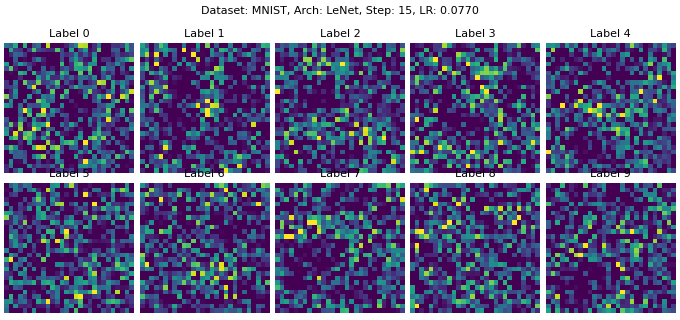 Dataset: MNIST, Arch: LeNet, Step: 15, LR: 0.0770
Label 0
Label 1
Label 2
Label 3
Label 4
Label 5
Label 6
Label 7
Label 8
Label 9